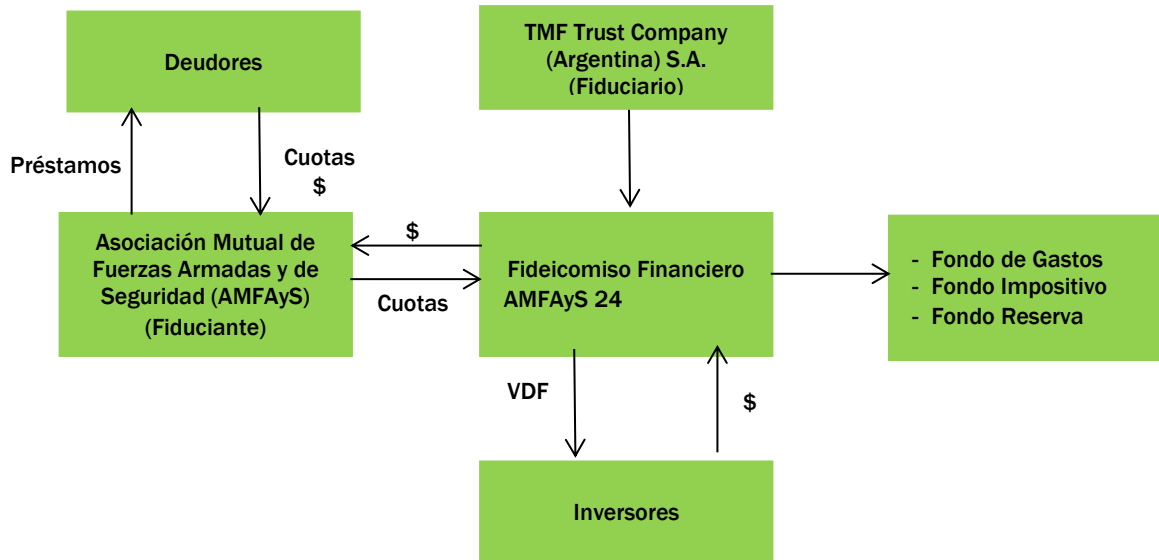 Deudores
TMF Trust Company
(Argentina) S.A.
(Fiduciario)
Préstamos
Cuotas
$
Asociación Mutual de
Fuerzas Armadas y de
Seguridad (AMFAyS)
(Fiduciante)
$
Cuotas
Fideicomiso Financiero
AMFAyS 24
- Fondo de Gastos
- Fondo Impositivo
- Fondo Reserva
VDF
$
Inversores